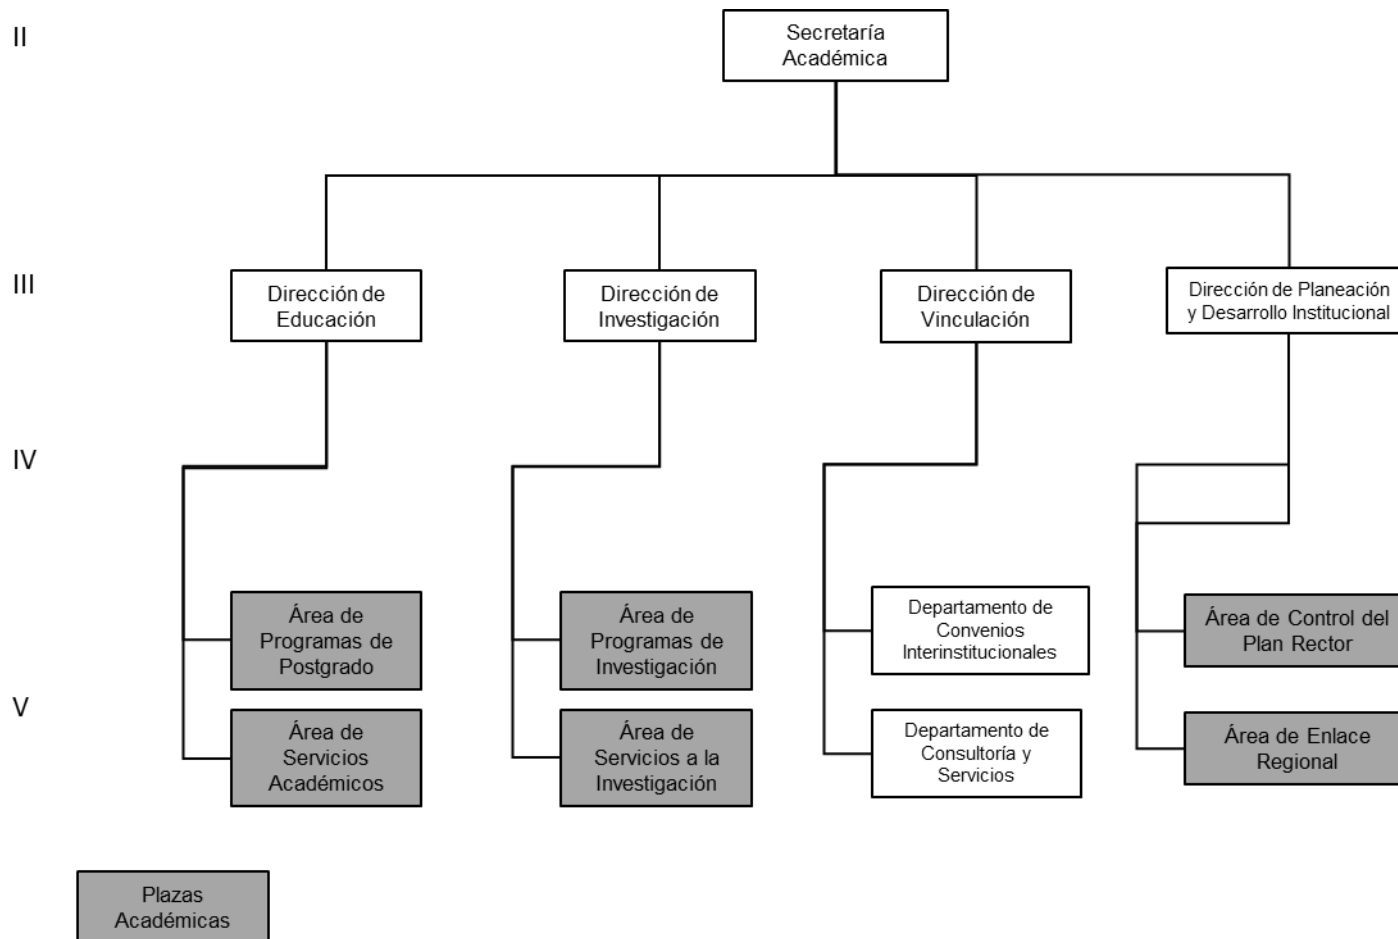 II
Secretaría
Académica
III
Dirección de
Educación
Dirección de
Investigación
Dirección de
Vinculación
Dirección de Planeación
y Desarrollo Institucional
IV
Área de
Programas de
Postgrado
Área de
Programas de
Investigación
Departamento de
Convenios
Interinstitucionales
Área de Control del
Plan Rector
V
Área de
Servicios
Académicos
Área de
Servicios a la
Investigación
Departamento de
Consultoría y
Servicios
Área de Enlace
Regional
Plazas
Académicas